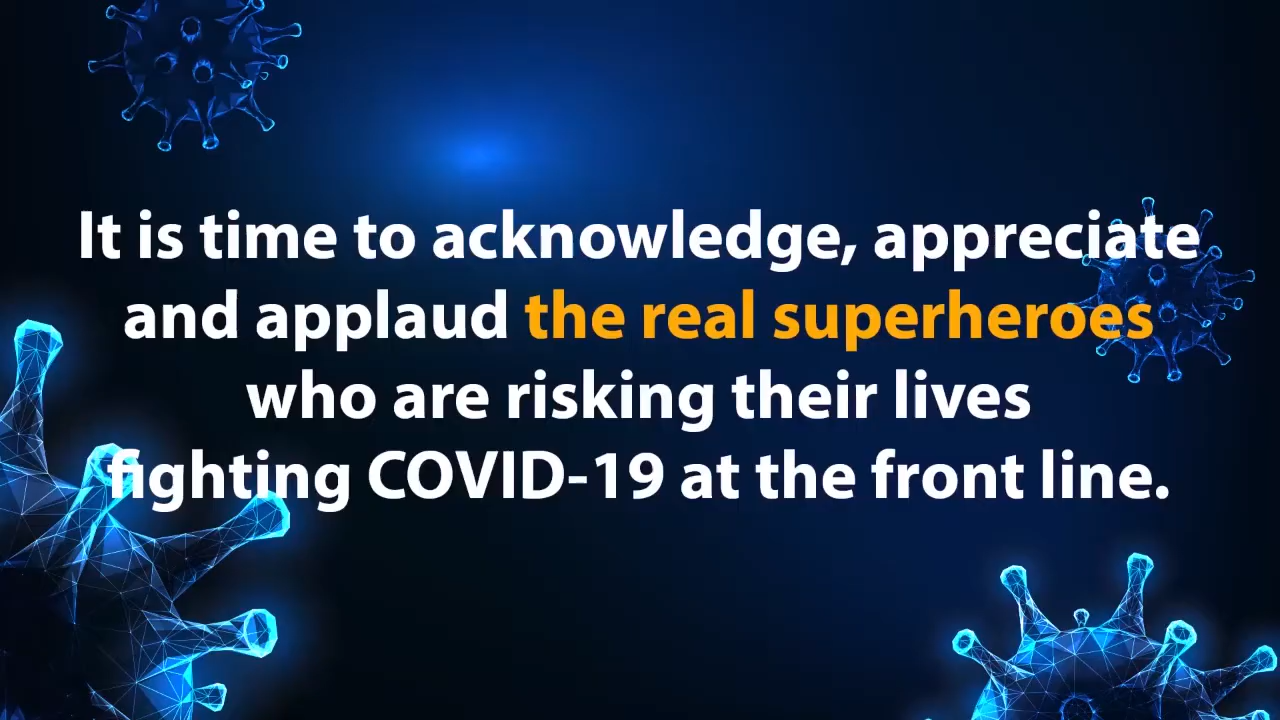 It is time to acknowledge, appreciate
and applaud the real superheroes
who are risking their lives
fighting COVID-19 at the front line.